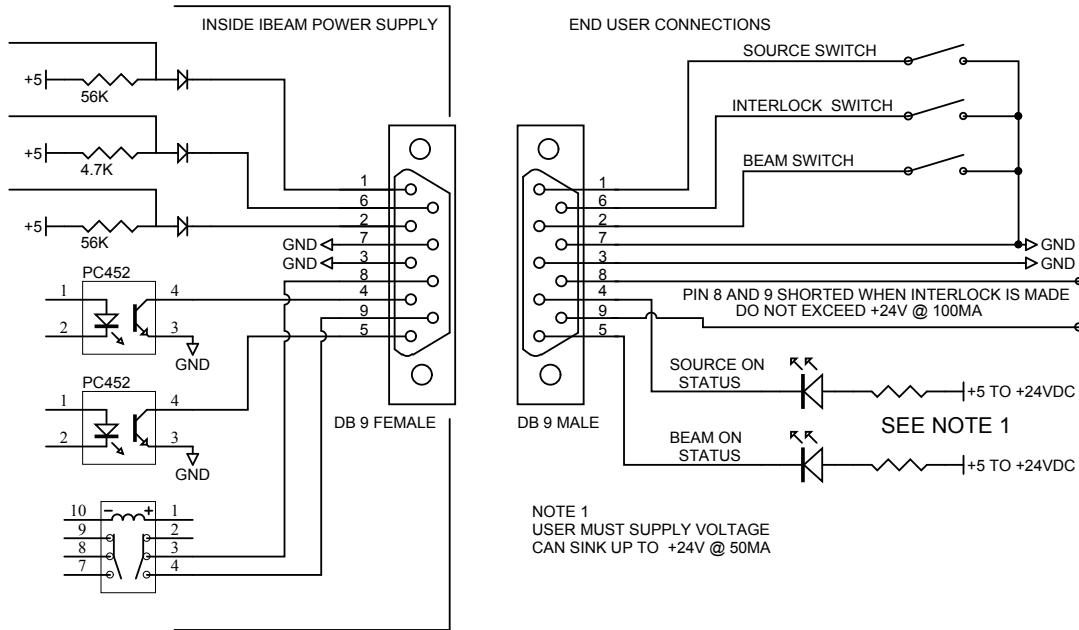 INSIDE IBEAM POWER SUPPLY
+5
56K
+5
4.7K
+5
56K
1
6
2
7
3
8
4
9
5
GND
GND
PC452
1
2
4
3
GND
PC452
1
2
4
3
GND
10
9
8
7
- +
1
2
3
4
DB 9 FEMALE
END USER CONNECTIONS
SOURCE SWITCH
INTERLOCK SWITCH
BEAM SWITCH
1
6
2
7
3
8
4
9
5
GND
GND
PIN 8 AND 9 SHORTED WHEN INTERLOCK IS MADE
DO NOT EXCEED +24V @ 100MA
SOURCE ON
STATUS
+5 TO +24VDC
SEE NOTE 1
BEAM ON
STATUS
+5 TO +24VDC
DB 9 MALE
NOTE 1
USER MUST SUPPLY VOLTAGE
CAN SINK UP TO +24V @ 50MA